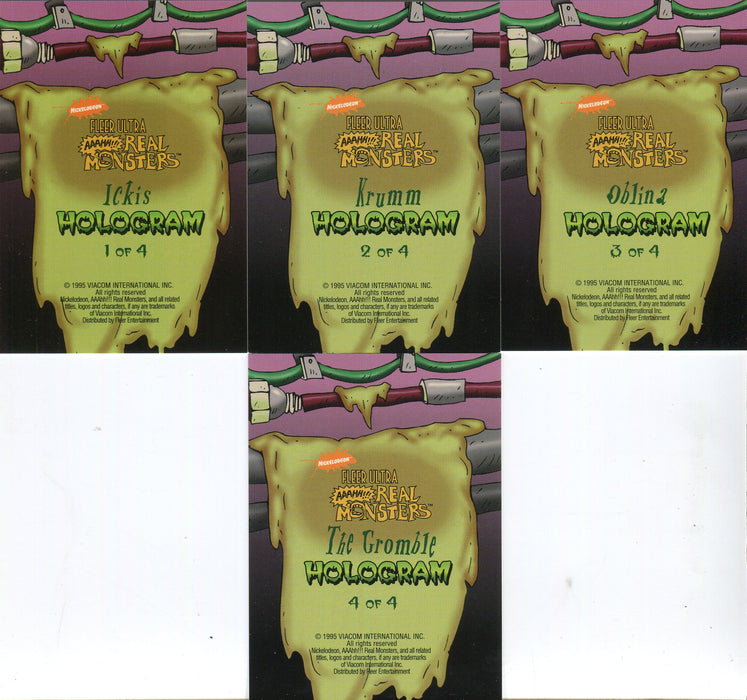 NICKELODEON
FLEER ULTRA
AAAHH!!! REAL
MONSTERS™
Ickis
HOLOGRAM
1 OF 4
© 1995 VIACOM INTERNATIONAL INC.
All rights reserved
Nickelodeon, AAAhh!!! Real Monsters, and all related
titles, logos and characters, if any are trademarks
of Viacom International Inc.
Distributed by Fleer Entertainment
NICKELODEON
FLEER ULTRA
AAAHH!!! REAL
MONSTERS™
Krumm
HOLOGRAM
2 OF 4
© 1995 VIACOM INTERNATIONAL INC.
All rights reserved
Nickelodeon, AAAhh!!! Real Monsters, and all related
titles, logos and characters, if any are trademarks
of Viacom International Inc.
Distributed by Fleer Entertainment
NICKELODEON
FLEER ULTRA
AAAHH!!! REAL
MONSTERS™
Oblina
HOLOGRAM
3 OF 4
© 1995 VIACOM INTERNATIONAL INC.
All rights reserved
Nickelodeon, AAAhh!!! Real Monsters, and all related
titles, logos and characters, if any are trademarks
of Viacom International Inc.
Distributed by Fleer Entertainment
NICKELODEON
FLEER ULTRA
AAAHH!!! REAL
MONSTERS™
The Gromble
HOLOGRAM
4 OF 4
© 1995 VIACOM INTERNATIONAL INC.
All rights reserved
Nickelodeon, AAAhh!!! Real Monsters, and all related
titles, logos and characters, if any are trademarks
of Viacom International Inc.
Distributed by Fleer Entertainment